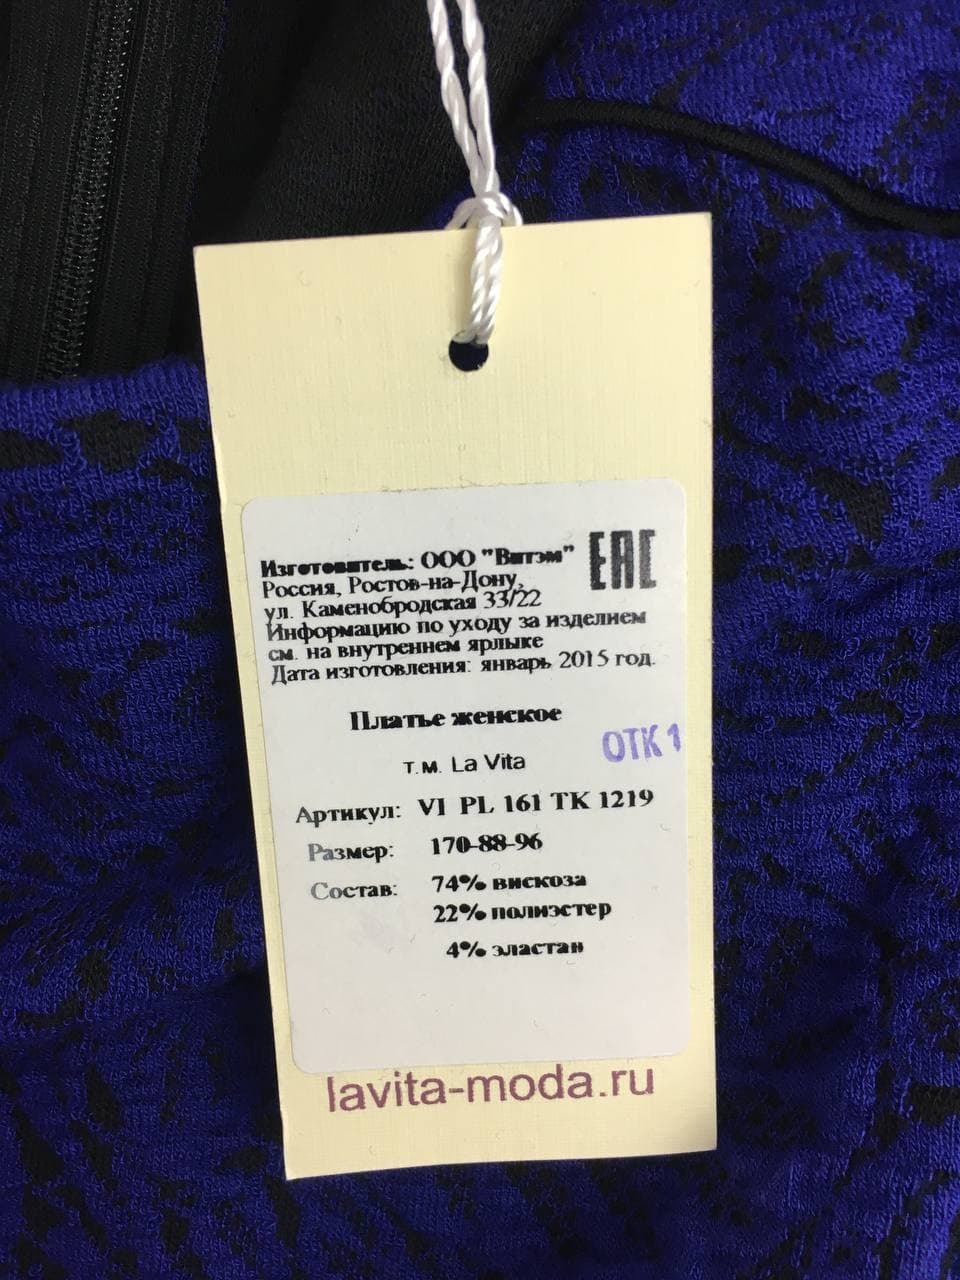 Изготовитель: ООО "Витэм"
EAC
Россия, Ростов-на-Дону,
ул. Каменобродская 33/22
Информацию по уходу за изделием
см. на внутреннем ярлыке
Дата изготовления: январь 2015 год.
Платье женское
ОТК 1
т.м. La Vita
Артикул: VI PL 161 TK 1219
Размер: 170-88-96
Состав: 74% вискоза
22% полиэстер
4% эластан
lavita-moda.ru